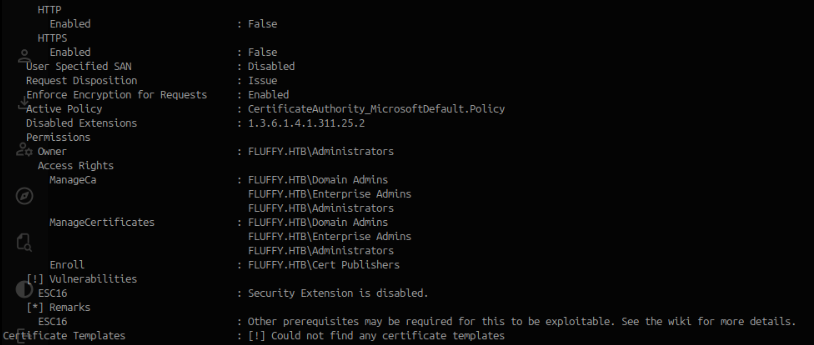 HTTP
Enabled : False
HTTPS
Enabled : False
User Specified SAN : Disabled
Request Disposition : Issue
Enforce Encryption for Requests : Enabled
Active Policy : CertificateAuthority_MicrosoftDefault.Policy
Disabled Extensions : 1.3.6.1.4.1.311.25.2
Permissions
Owner : FLUFFY.HTB\Administrators
Access Rights
ManageCa : FLUFFY.HTB\Domain Admins
FLUFFY.HTB\Enterprise Admins
FLUFFY.HTB\Administrators
ManageCertificates : FLUFFY.HTB\Domain Admins
FLUFFY.HTB\Enterprise Admins
FLUFFY.HTB\Administrators
Enroll : FLUFFY.HTB\Cert Publishers
[!] Vulnerabilities
ESC16 : Security Extension is disabled.
[*] Remarks
ESC16 : Other prerequisites may be required for this to be exploitable. See the wiki for more details.
Certificate Templates : [!] Could not find any certificate templates